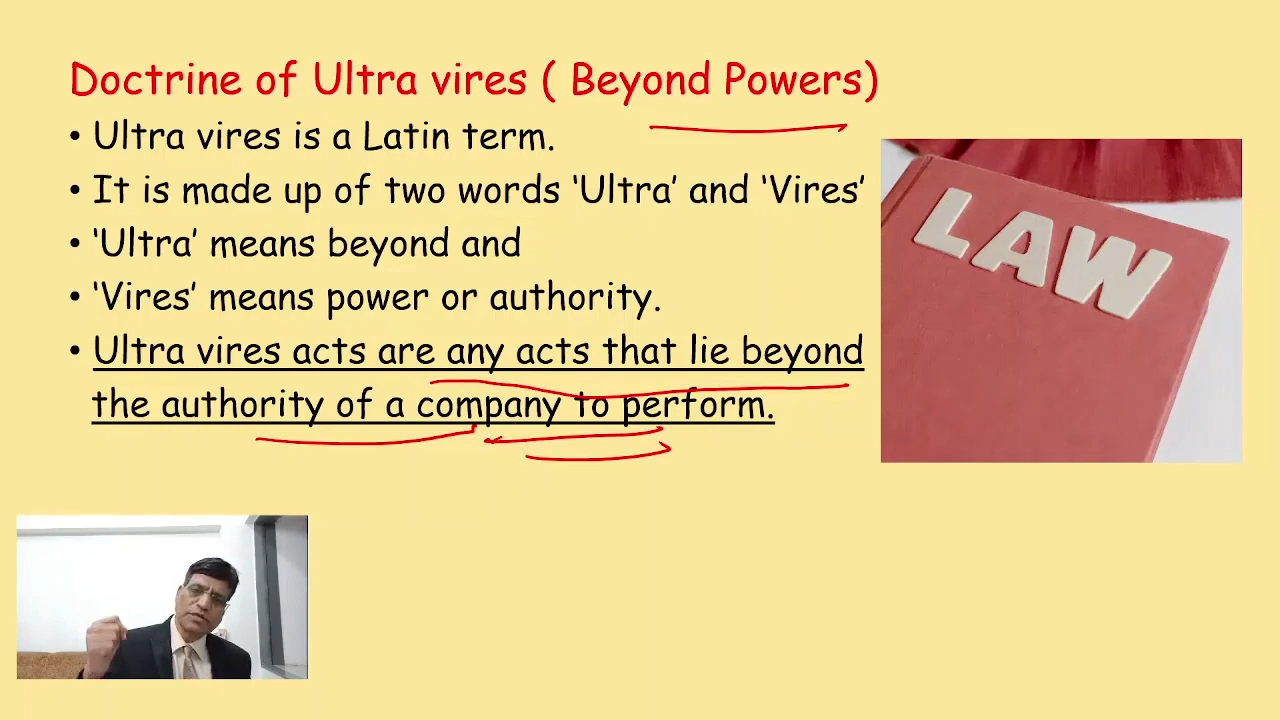 Doctrine of Ultra vires ( Beyond Powers)
• Ultra vires is a Latin term.
• It is made up of two words ‘Ultra’ and ‘Vires’
• ‘Ultra’ means beyond and
• ‘Vires’ means power or authority.
• Ultra vires acts are any acts that lie beyond
the authority of a company to perform.
LAW